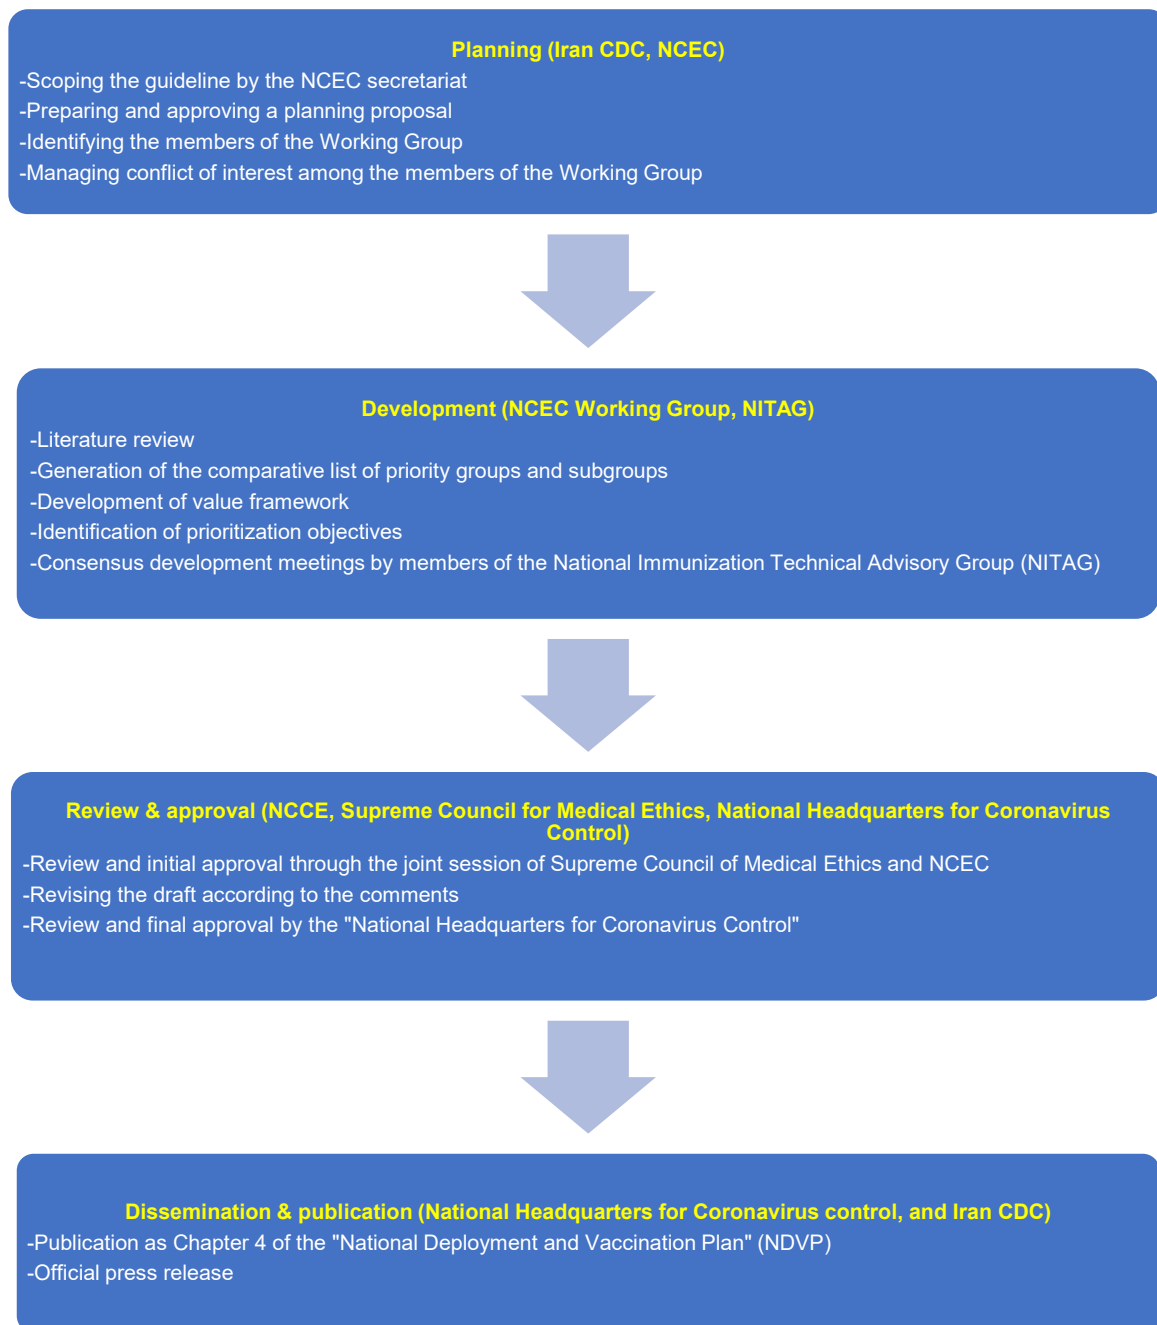 Planning (Iran CDC, NCEC)
-Scoping the guideline by the NCEC secretariat
-Preparing and approving a planning proposal
-Identifying the members of the Working Group
-Managing conflict of interest among the members of the Working Group
Development (NCEC Working Group, NITAG)
-Literature review
-Generation of the comparative list of priority groups and subgroups
-Development of value framework
-Identification of prioritization objectives
-Consensus development meetings by members of the National Immunization Technical Advisory Group (NITAG)
Review & approval (NCCE, Supreme Council for Medical Ethics, National Headquarters for Coronavirus
Control)
-Review and initial approval through the joint session of Supreme Council of Medical Ethics and NCEC
-Revising the draft according to the comments
-Review and final approval by the "National Headquarters for Coronavirus Control"
Dissemination & publication (National Headquarters for Coronavirus control, and Iran CDC)
-Publication as Chapter 4 of the "National Deployment and Vaccination Plan" (NDVP)
-Official press release